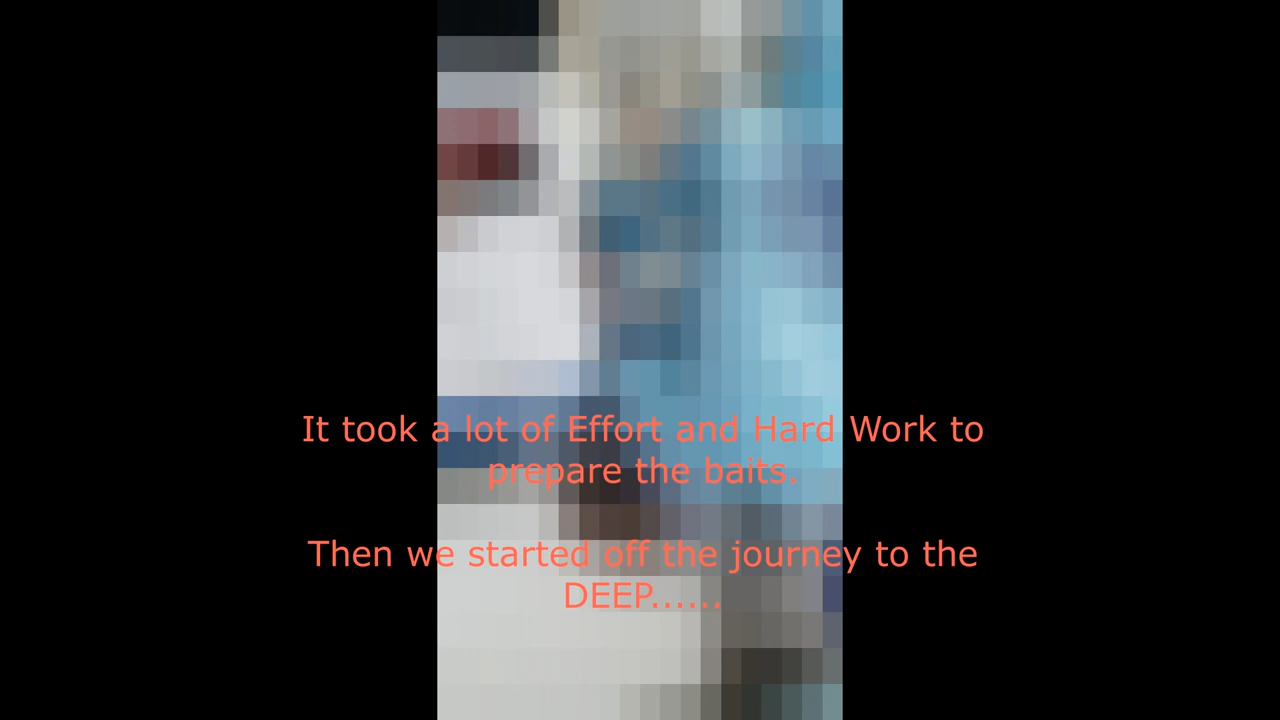 It took a lot of Effort and Hard Work to
prepare the baits.
Then we started off the journey to the
DEEP......